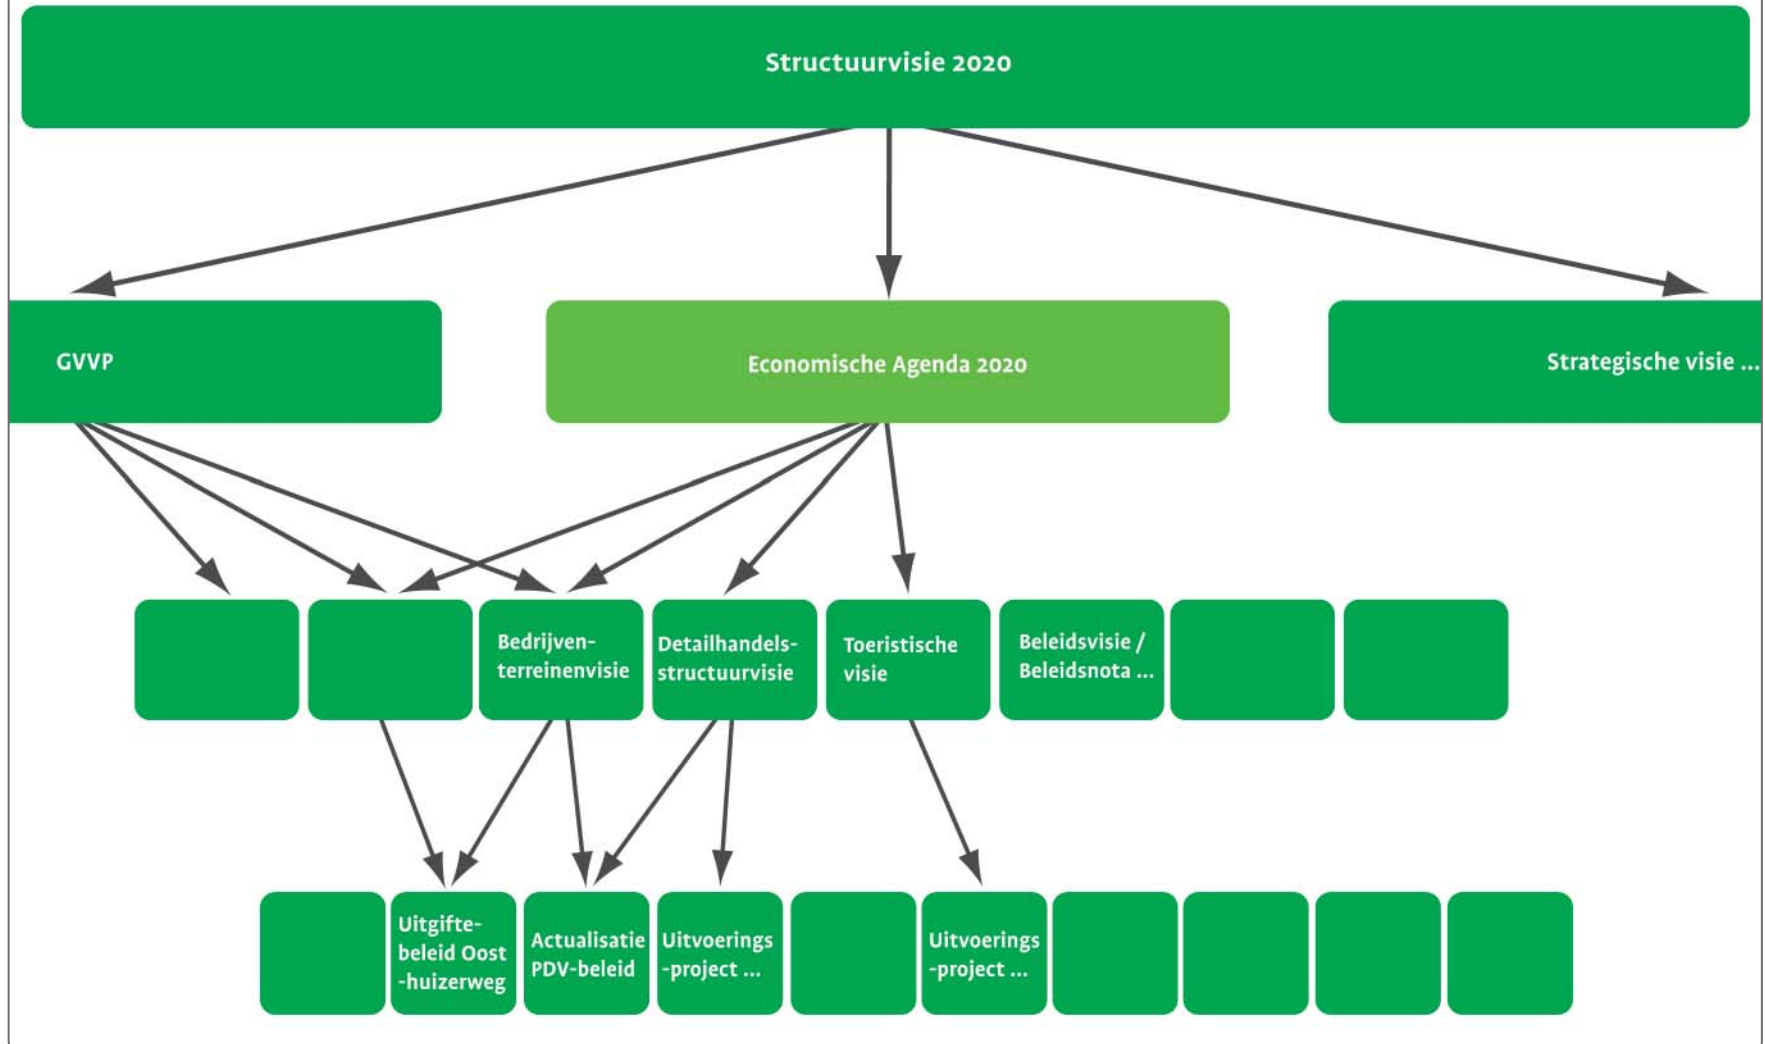 Structuurvisie 2020
GVVP
Economische Agenda 2020
Strategische visie ...
Bedrijven-
terreinenvisie
Detailhandels-
structuurvisie
Toeristische
visie
Beleidsvisie /
Beleidsnota ...
Uitgifte-
beleid Oost
-huizerweg
Actualisatie
PDV-beleid
Uitvoerings
-project ...
Uitvoerings
-project ...